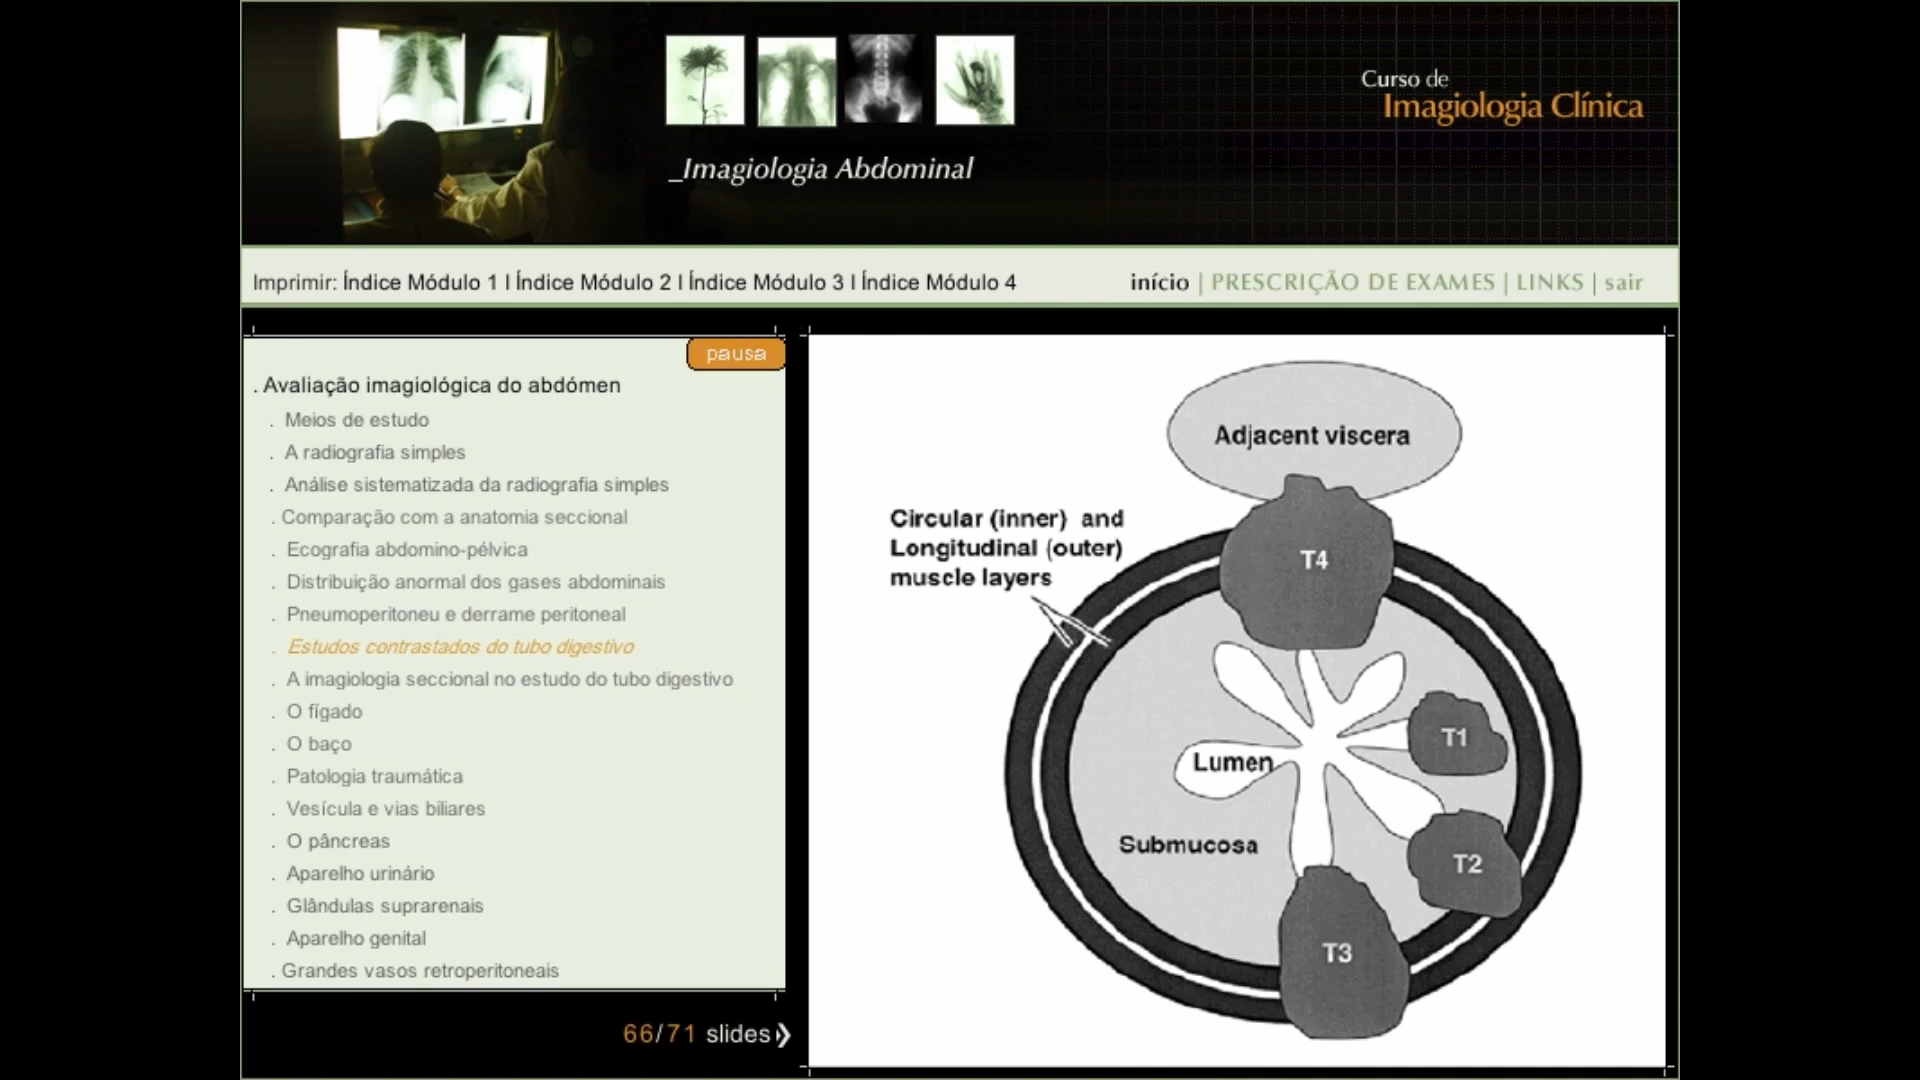 Curso de
Imagiologia Clínica
_Imagiologia Abdominal
Imprimir: Índice Módulo 1 I Índice Módulo 2 I Índice Módulo 3 I Índice Módulo 4
início | PRESCRIÇÃO DE EXAMES | LINKS | sair
pausa
. Avaliação imagiológica do abdómen
. Meios de estudo
. A radiografia simples
. Análise sistematizada da radiografia simples
. Comparação com a anatomia seccional
. Ecografia abdomino-pélvica
. Distribuição anormal dos gases abdominais
. Pneumoperitoneu e derrame peritoneal
. Estudos contrastados do tubo digestivo
. A imagiologia seccional no estudo do tubo digestivo
. O fígado
. O baço
. Patologia traumática
. Vesícula e vias biliares
. O pâncreas
. Aparelho urinário
. Glândulas suprarenais
. Aparelho genital
. Grandes vasos retroperitoneais
66/71 slides
Adjacent viscera
Circular (inner) and
Longitudinal (outer)
muscle layers
T4
T1
Lumen
Submucosa
T2
T3